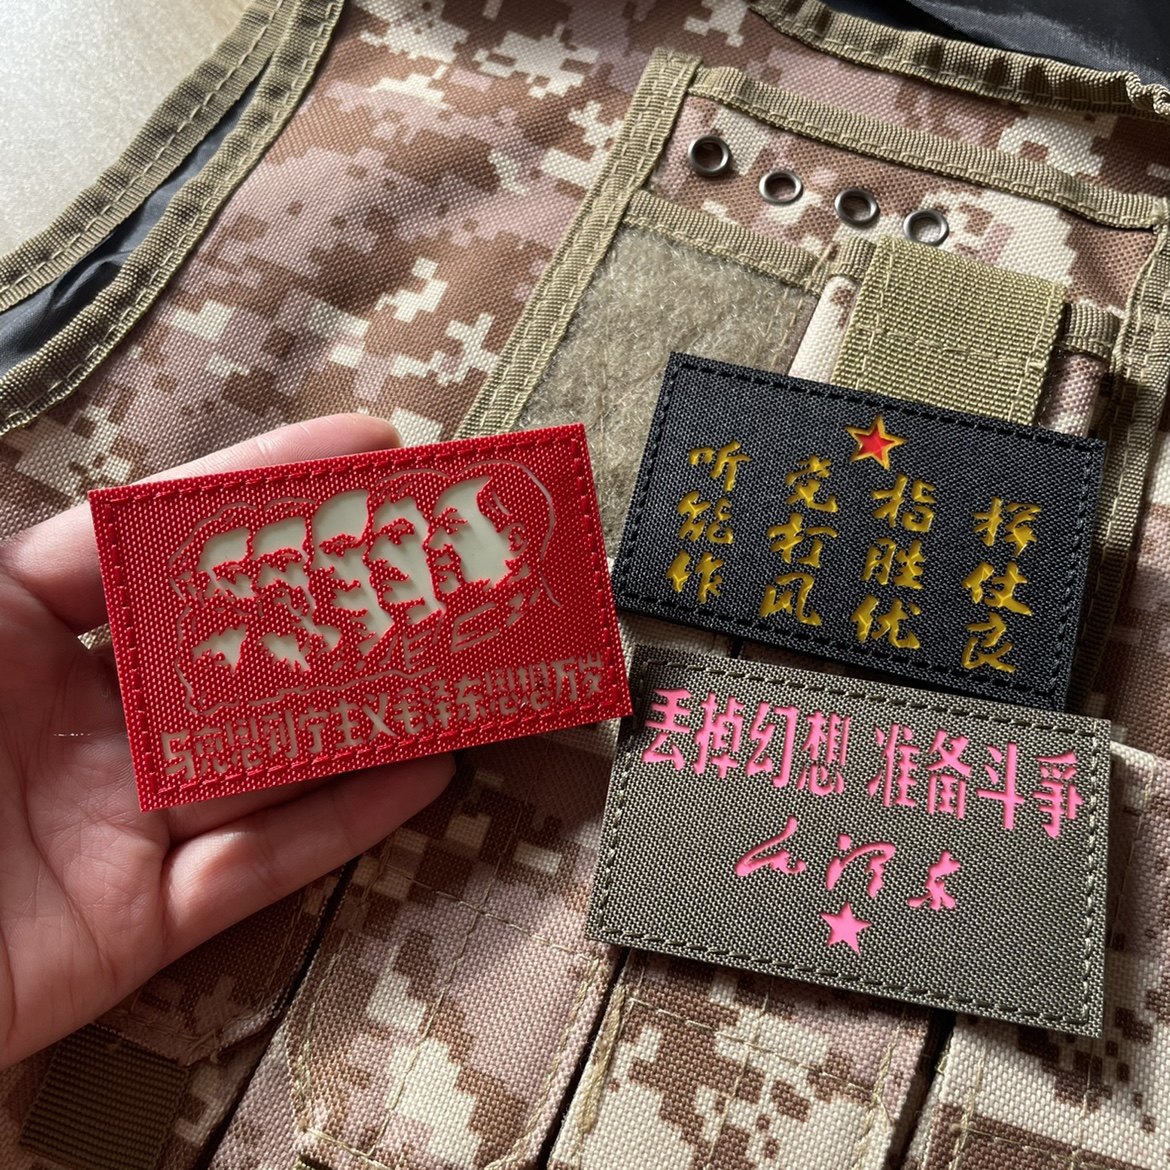 马克思列宁主义毛泽东思想万岁
听党指挥
能打胜仗
作风优良
丢掉幻想 准备斗爭
毛泽东